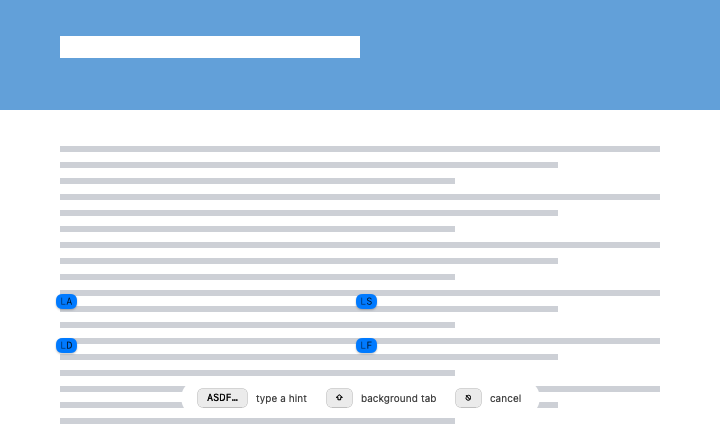 LA LS
LD LF
ASDF… type a hint ⇧ background tab ⎋ cancel